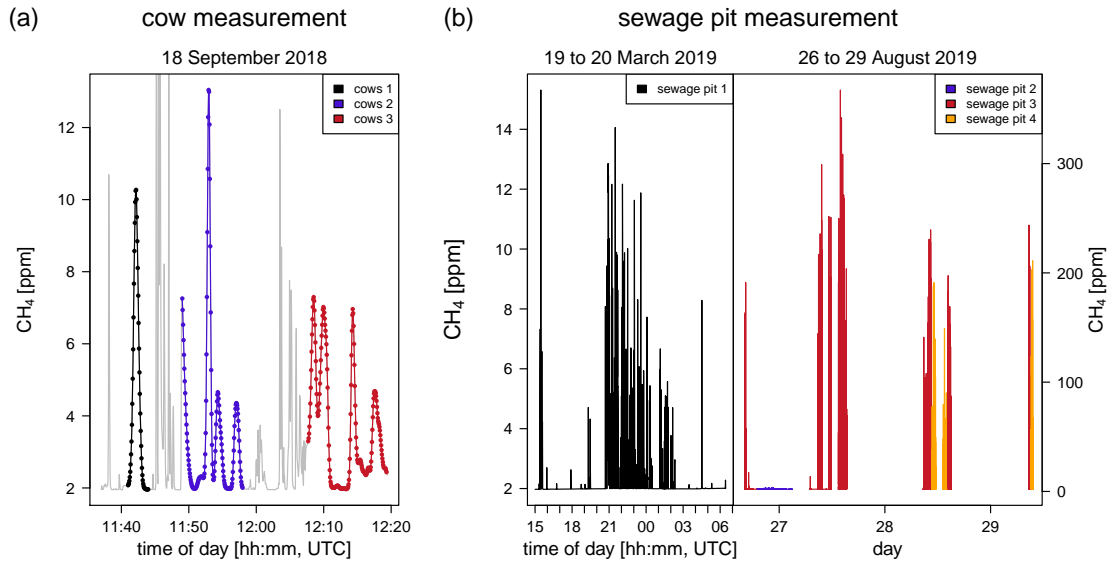 (a) cow measurement
18 September 2018
cows 1
cows 2
cows 3
CH4 [ppm]
12
10
8
6
4
2
11:40 11:50 12:00 12:10 12:20
time of day [hh:mm, UTC]
(b) sewage pit measurement
19 to 20 March 2019
26 to 29 August 2019
sewage pit 1
sewage pit 2
sewage pit 3
sewage pit 4
CH4 [ppm]
14
12
10
8
6
4
2
15 18 21 00 03 06
time of day [hh:mm, UTC]
27 28 29
day
300
200
100
0
CH4 [ppm]